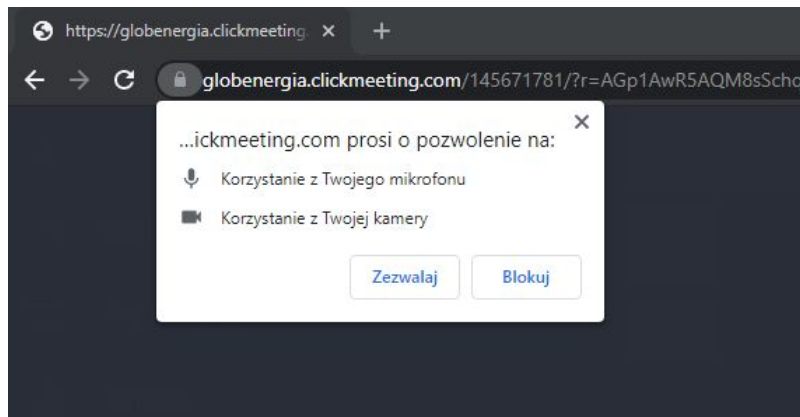 https://globenergia.clickmeeting.
globenergia.clickmeeting.com/145671781/?r=AGp1AwR5AQM8sScho
...ickmeeting.com prosi o pozwolenie na:
Korzystanie z Twojego mikrofonu
Korzystanie z Twojej kamery
Zezwalaj Blokuj